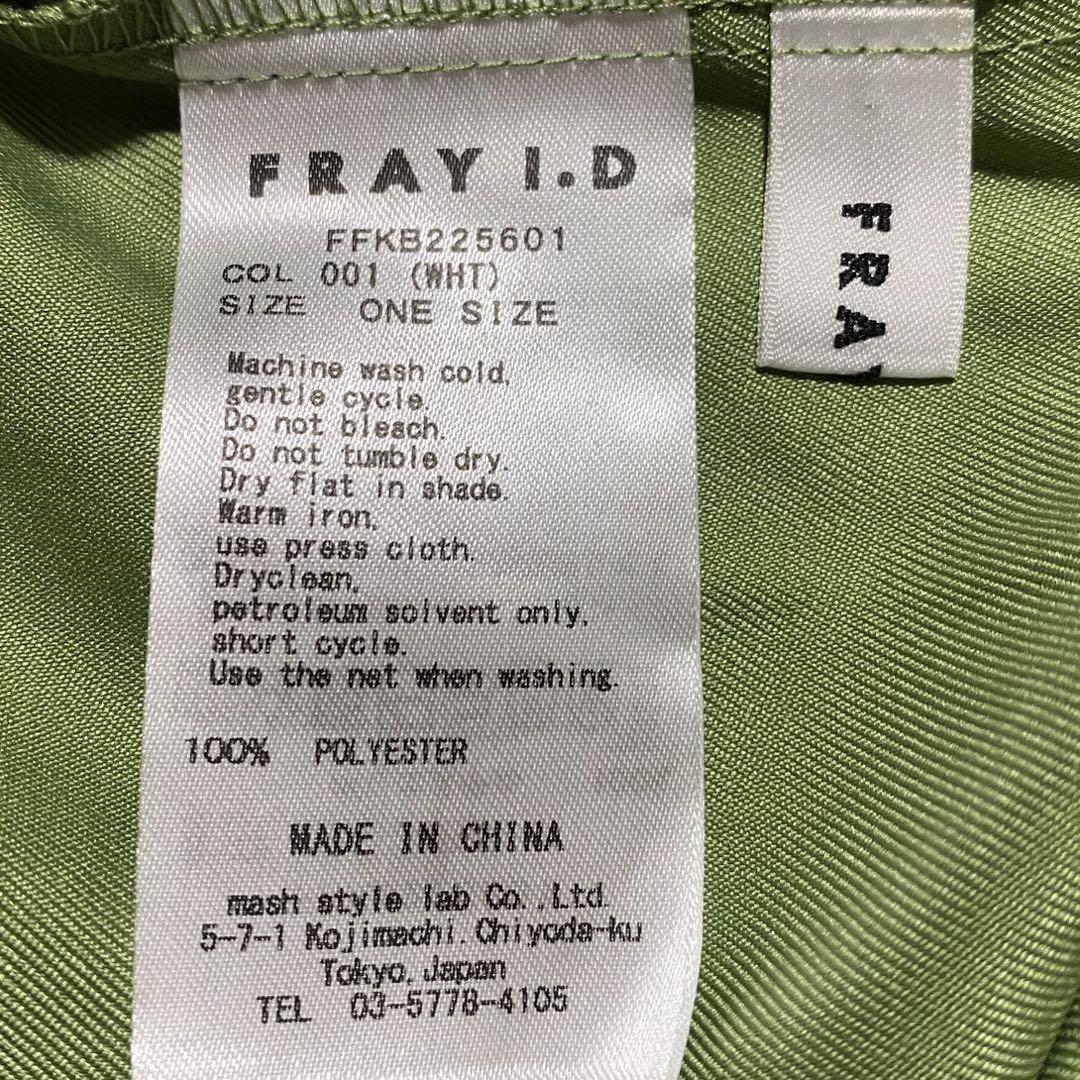 FRAY I.D
FFKB225601
COL 001 (WHT)
SIZE ONE SIZE
Machine wash cold,
gentle cycle.
Do not bleach.
Do not tumble dry.
Dry flat in shade.
Warm iron,
use press cloth.
Dryclean,
petroleum solvent only,
short cycle.
Use the net when washing.
100% POLYESTER
MADE IN CHINA
mash style lab Co.,Ltd.
5-7-1 Kojimachi. Chiyoda-ku
Tokyo, Japan
TEL 03-5778-4105
FRA